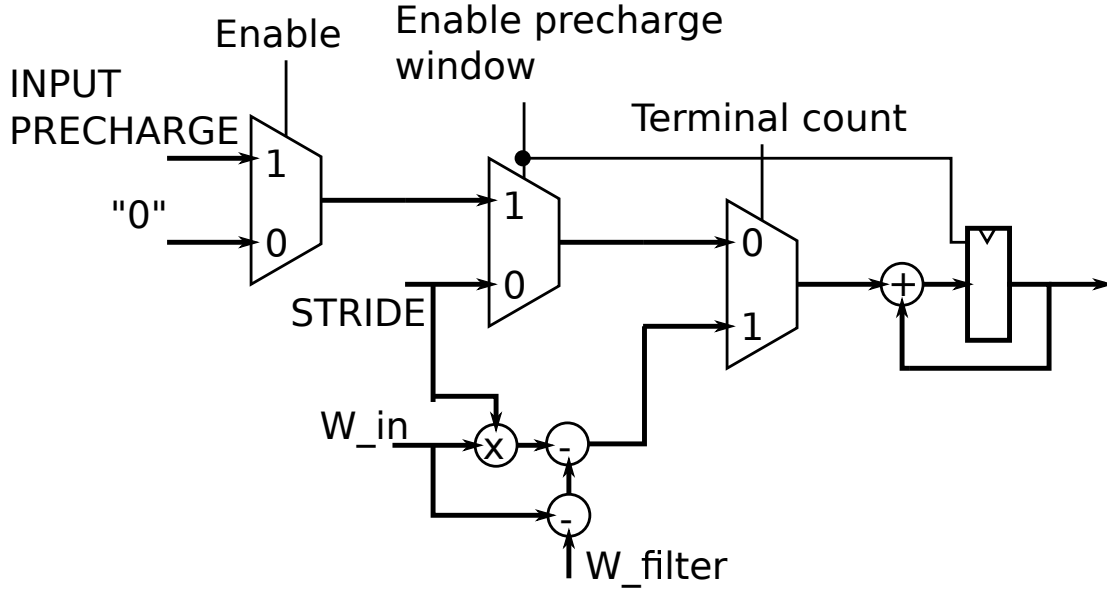 Enable
Enable precharge
window
INPUT
PRECHARGE
Terminal count
1
"0"
0
1
0
0
1
STRIDE
+
W_in
x
-
-
W_filter